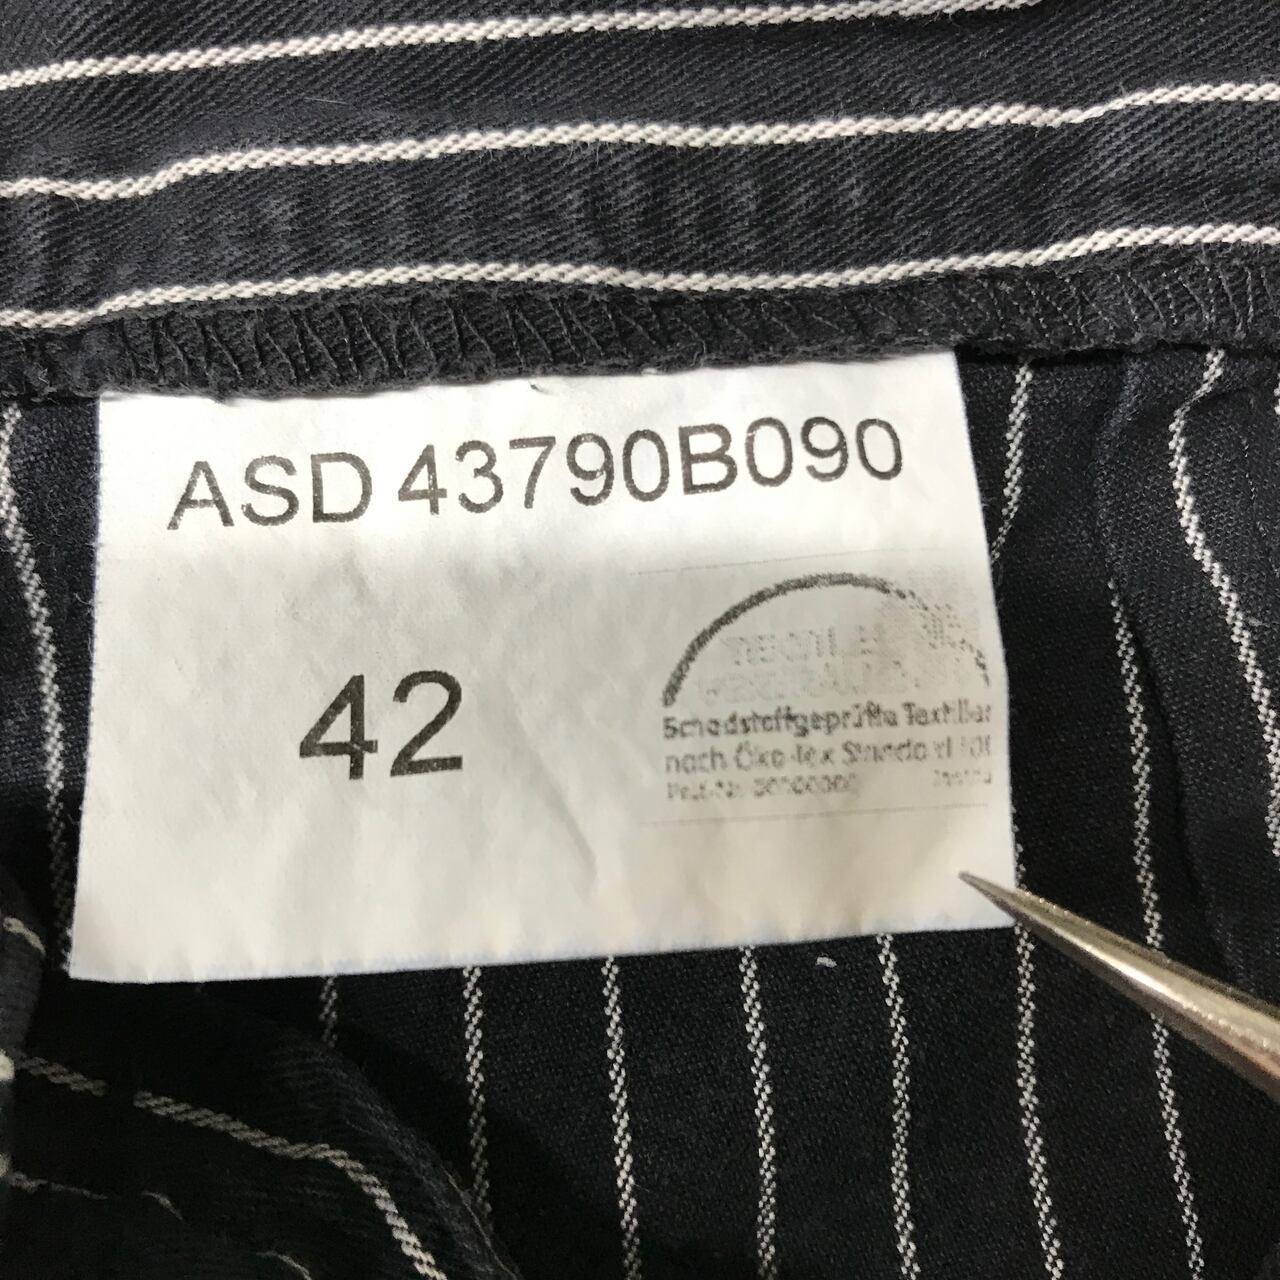 ASD 43790B090
42
Schadstoffgeprüfte Textilien
nach Öko-Tex Standard 100